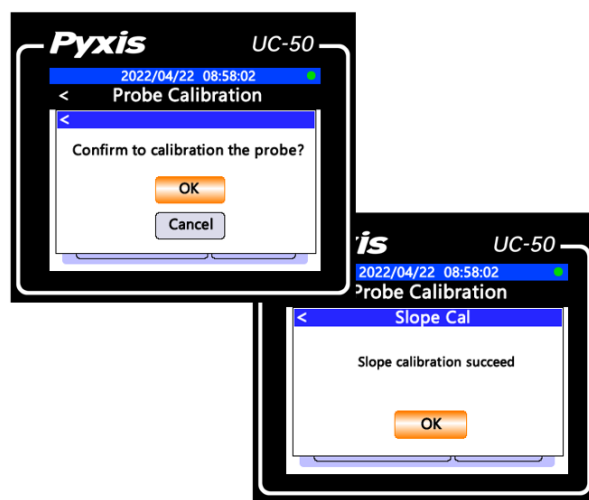 Pyxis UC-50
2022/04/22 08:58:02
< Probe Calibration
<
Confirm to calibration the probe?
OK
Cancel
is UC-50
2022/04/22 08:58:02
Probe Calibration
< Slope Cal
Slope calibration succeed
OK